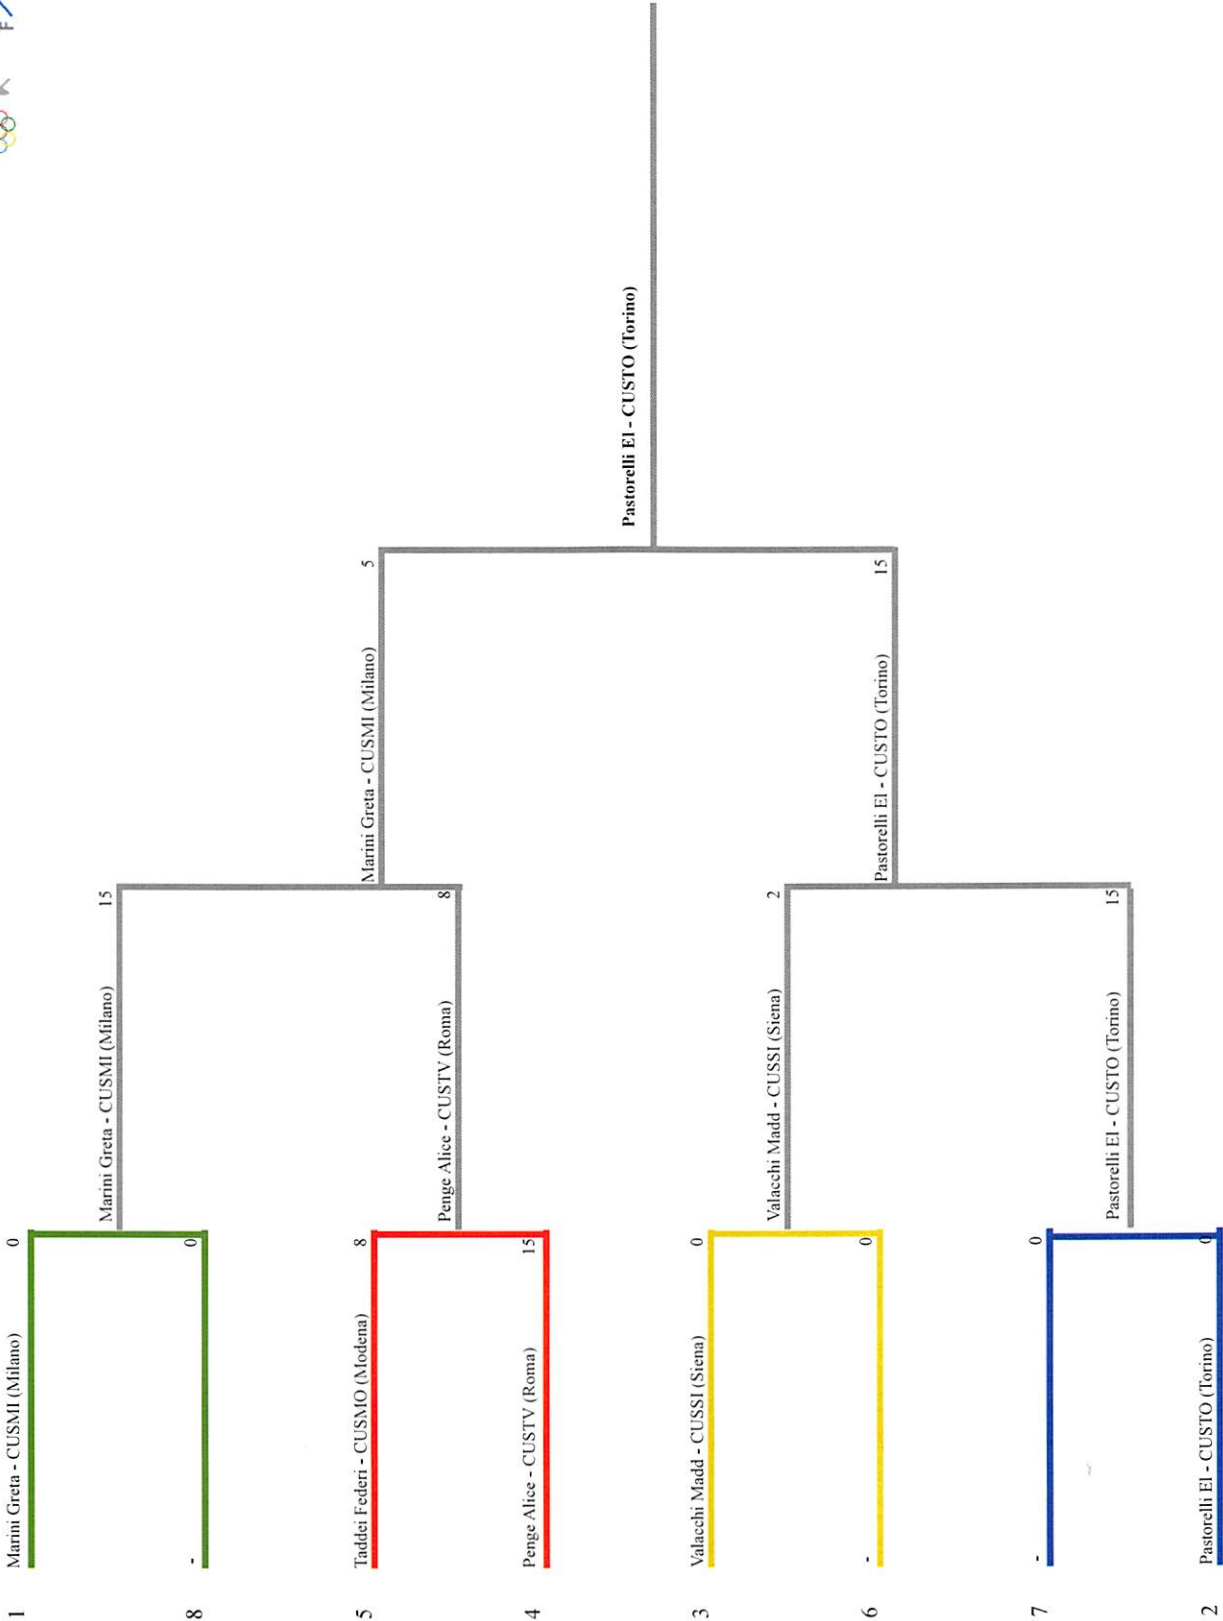 1 Marini Greta - CUSMI (Milano) 0
8 - 0
5 Taddei Federi - CUSMO (Modena) 8
4 Penge Alice - CUSTV (Roma) 15
3 Valacchi Madd - CUSSI (Siena) 0
6 - 0
7 - 0
2 Pastorelli El - CUSTO (Torino) 0
Marini Greta - CUSMI (Milano) 15
Penge Alice - CUSTV (Roma) 8
Valacchi Madd - CUSSI (Siena) 2
Pastorelli El - CUSTO (Torino) 15
Marini Greta - CUSMI (Milano) 5
Pastorelli El - CUSTO (Torino) 15
Pastorelli El - CUSTO (Torino)